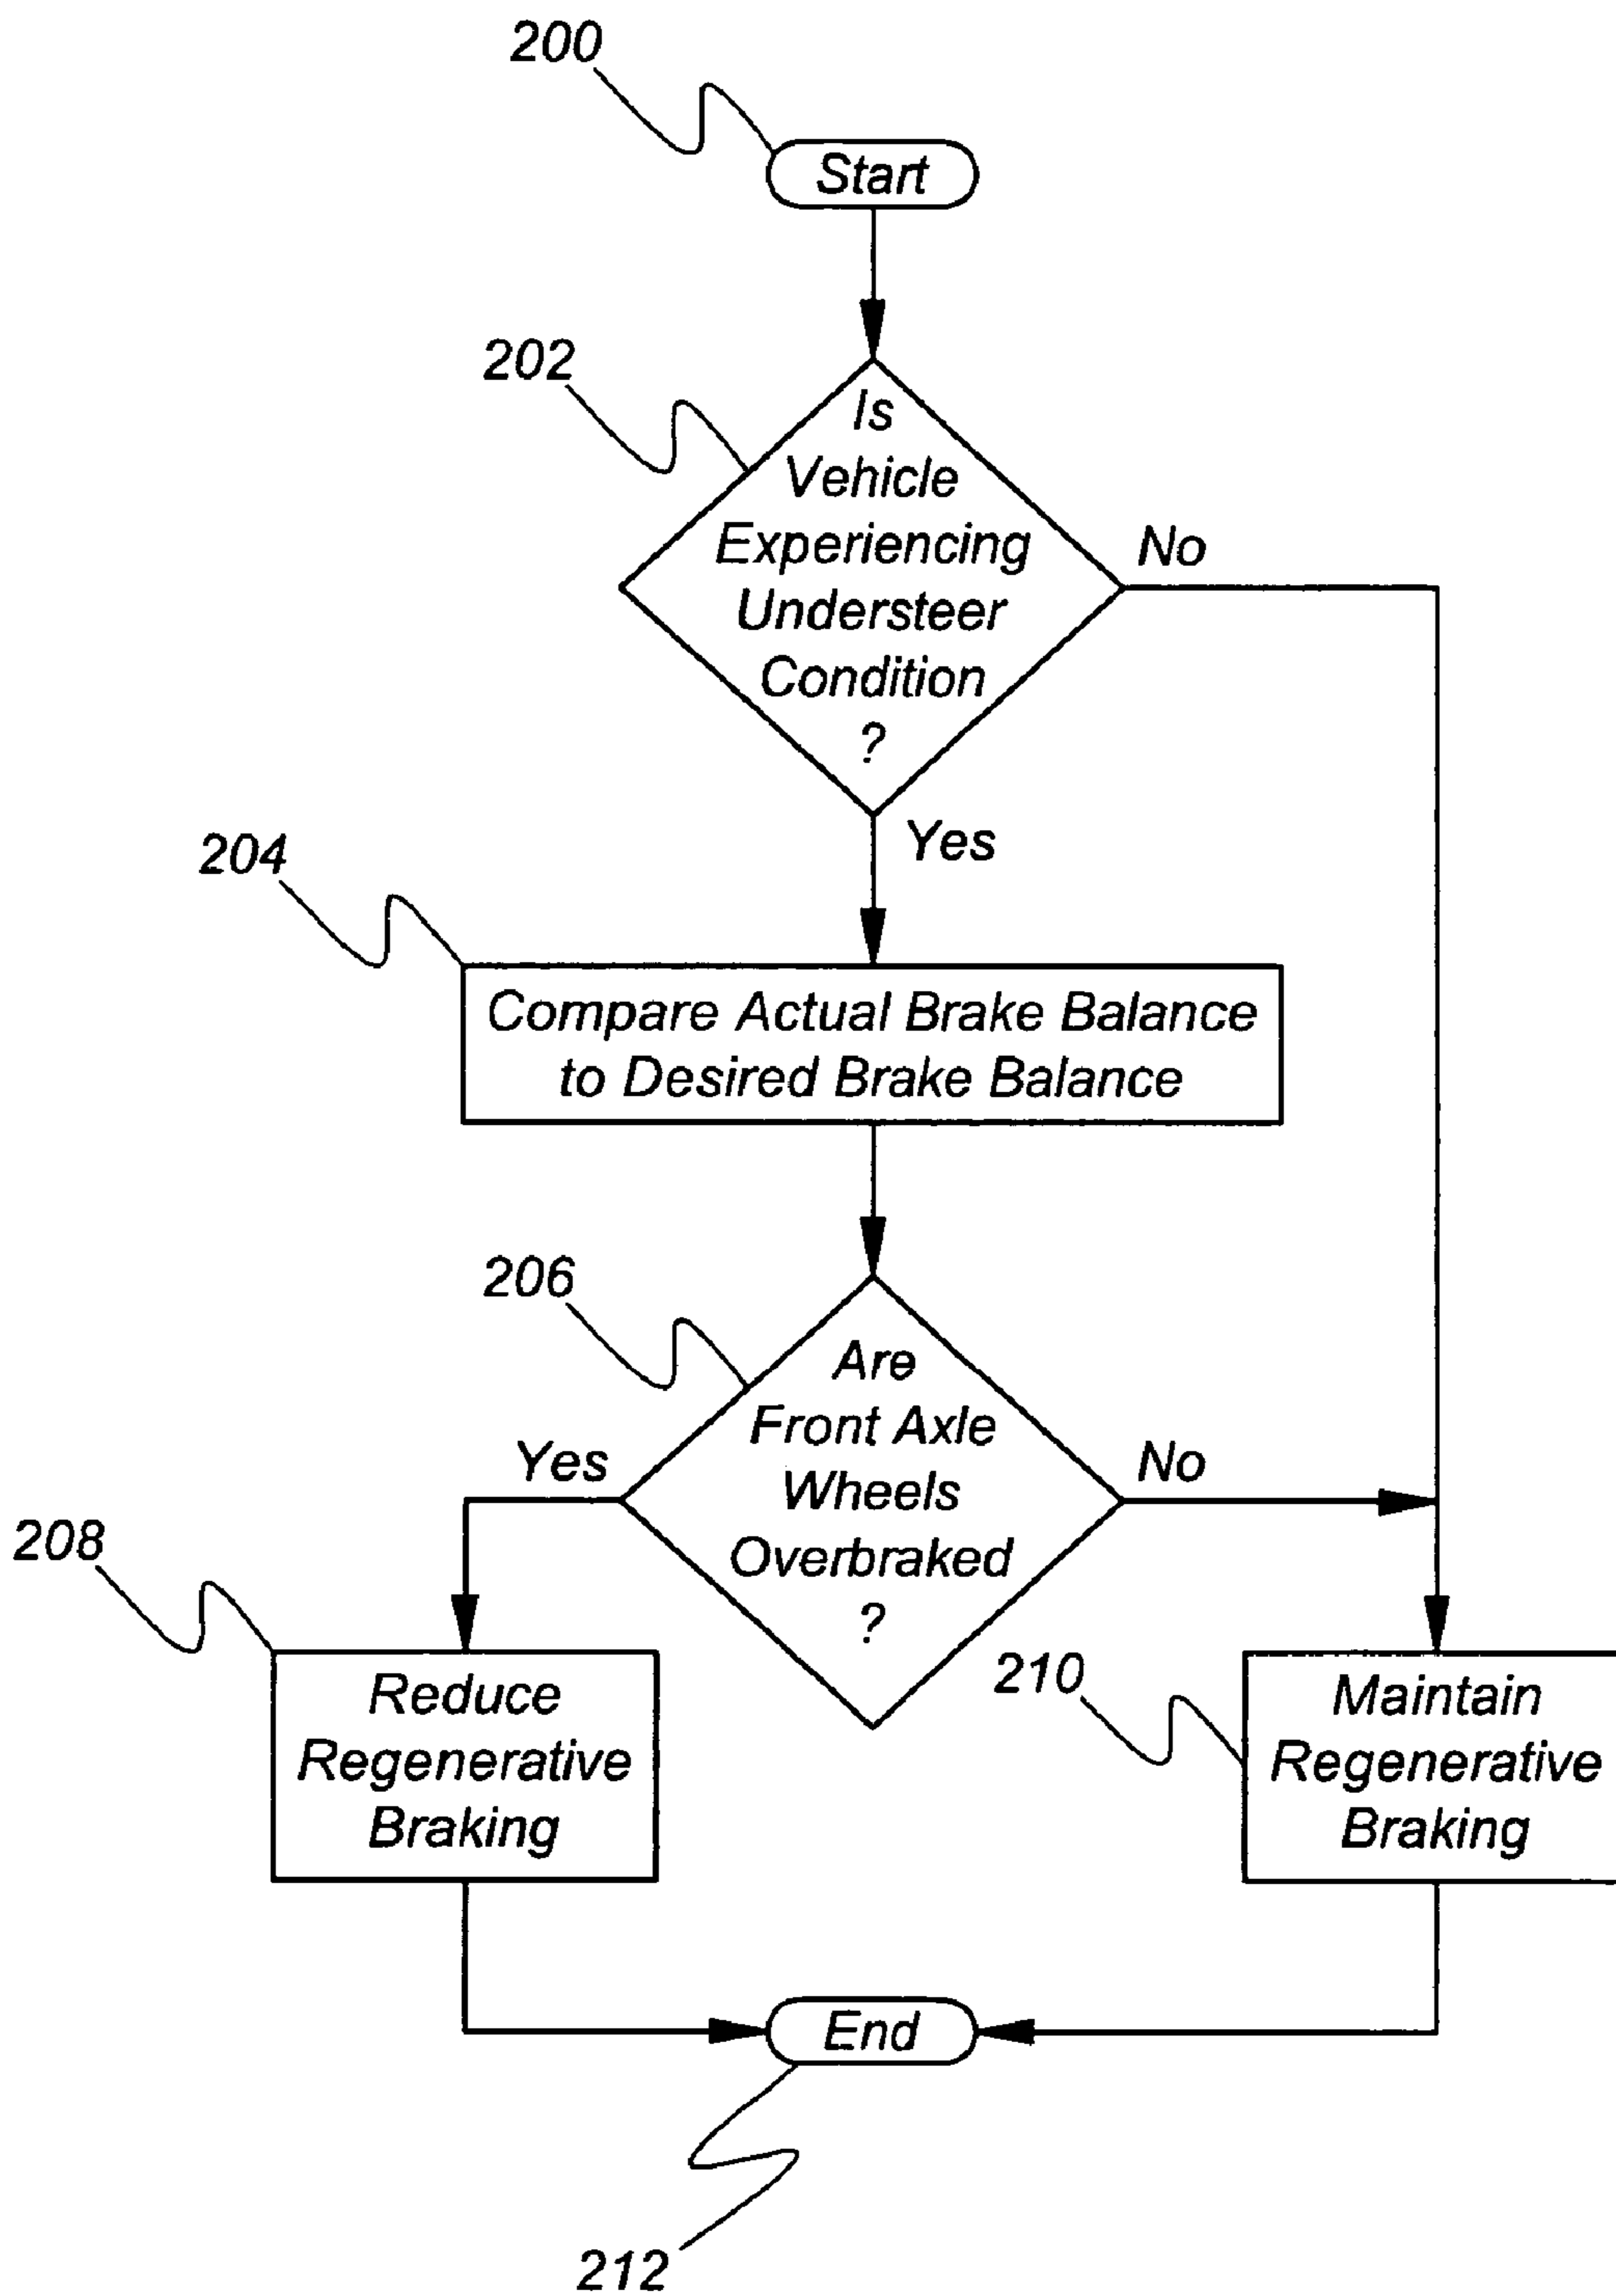 200
Start
202
Is
Vehicle
Experiencing
Understeer
Condition
?
No
Yes
204
Compare Actual Brake Balance
to Desired Brake Balance
206
Are
Front Axle
Wheels
Overbraked
?
Yes
No
208
Reduce
Regenerative
Braking
210
Maintain
Regenerative
Braking
End
212